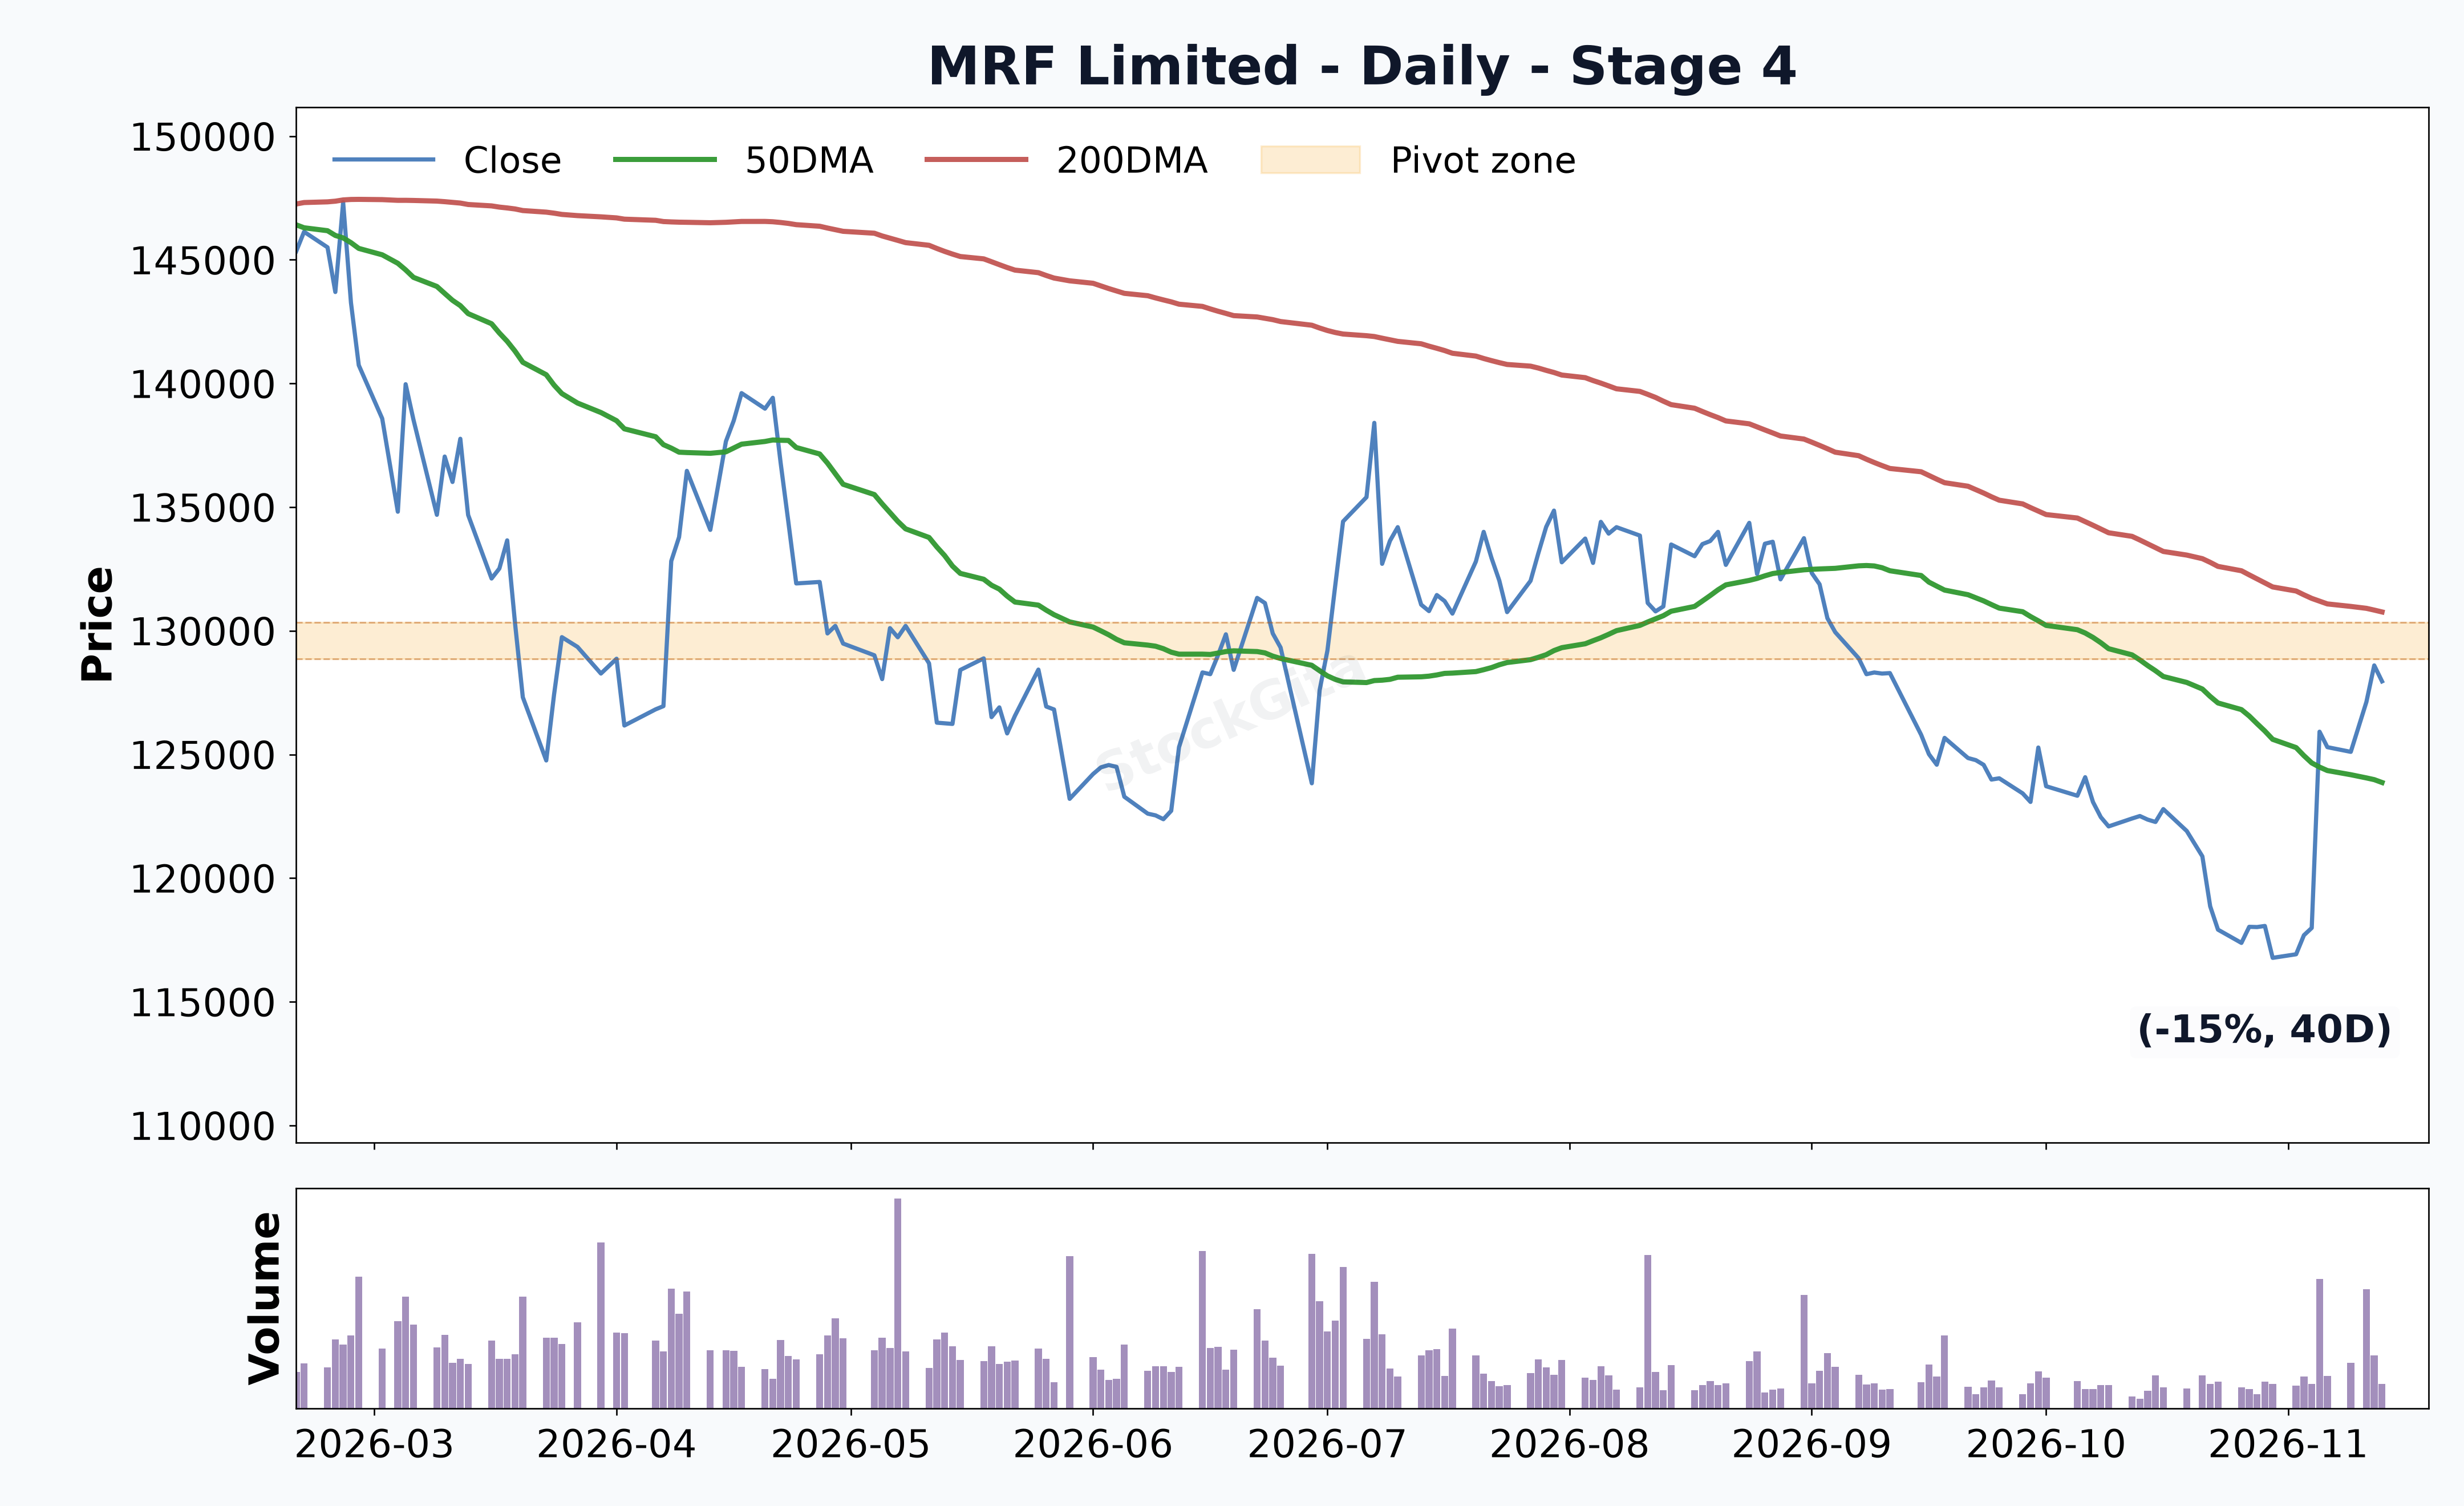 MRF Limited - Daily - Stage 4
Close 50DMA 200DMA Pivot zone
Price
150000
145000
140000
135000
130000
125000
120000
115000
110000
StockGita
(-15%, 40D)
Volume
2026-03 2026-04 2026-05 2026-06 2026-07 2026-08 2026-09 2026-10 2026-11